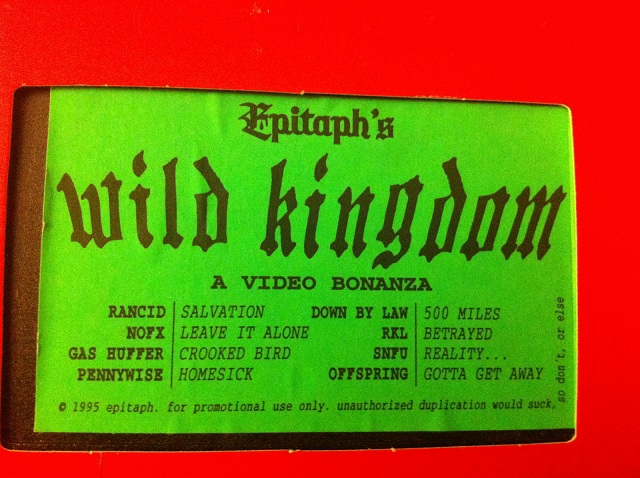 Epitaph's
wild kingdom
A VIDEO BONANZA
RANCID SALVATION DOWN BY LAW 500 MILES
NOFX LEAVE IT ALONE RKL BETRAYED
GAS HUFFER CROOKED BIRD SNFU REALITY...
PENNYWISE HOMESICK OFFSPRING GOTTA GET AWAY
© 1995 epitaph. for promotional use only. unauthorized duplication would suck,
so don't, or else